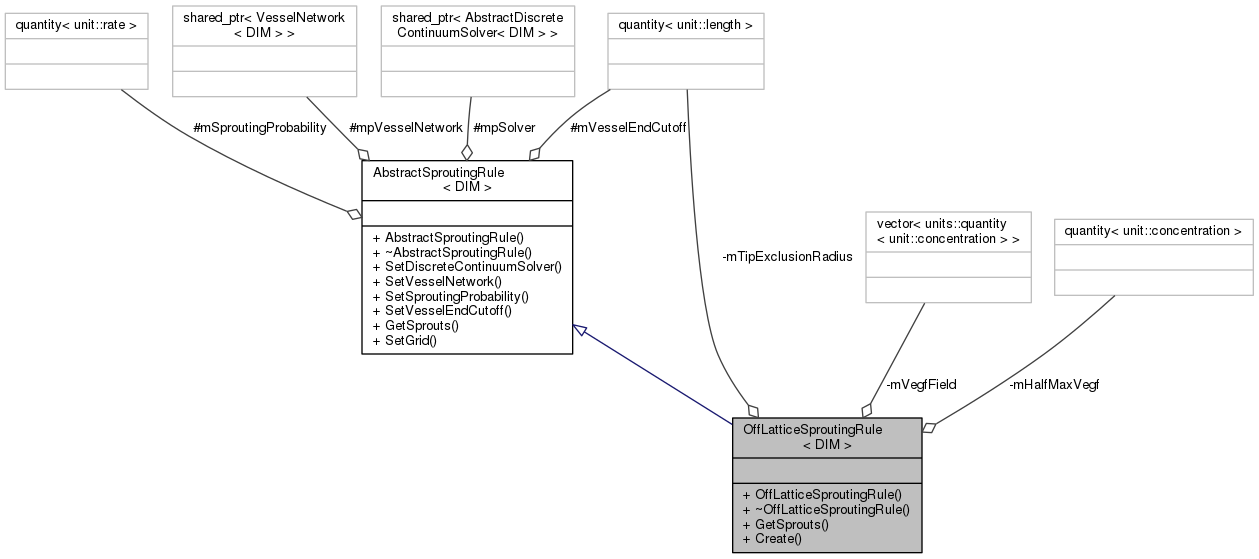 quantity< unit::rate >
shared_ptr< VesselNetwork
< DIM > >
shared_ptr< AbstractDiscrete
ContinuumSolver< DIM > >
quantity< unit::length >
#mSproutingProbability
#mpVesselNetwork
#mpSolver
#mVesselEndCutoff
AbstractSproutingRule
< DIM >
+ AbstractSproutingRule()
+ ~AbstractSproutingRule()
+ SetDiscreteContinuumSolver()
+ SetVesselNetwork()
+ SetSproutingProbability()
+ SetVesselEndCutoff()
+ GetSprouts()
+ SetGrid()
-mTipExclusionRadius
vector< units::quantity
< unit::concentration > >
quantity< unit::concentration >
-mVegfField
-mHalfMaxVegf
OffLatticeSproutingRule
< DIM >
+ OffLatticeSproutingRule()
+ ~OffLatticeSproutingRule()
+ GetSprouts()
+ Create()